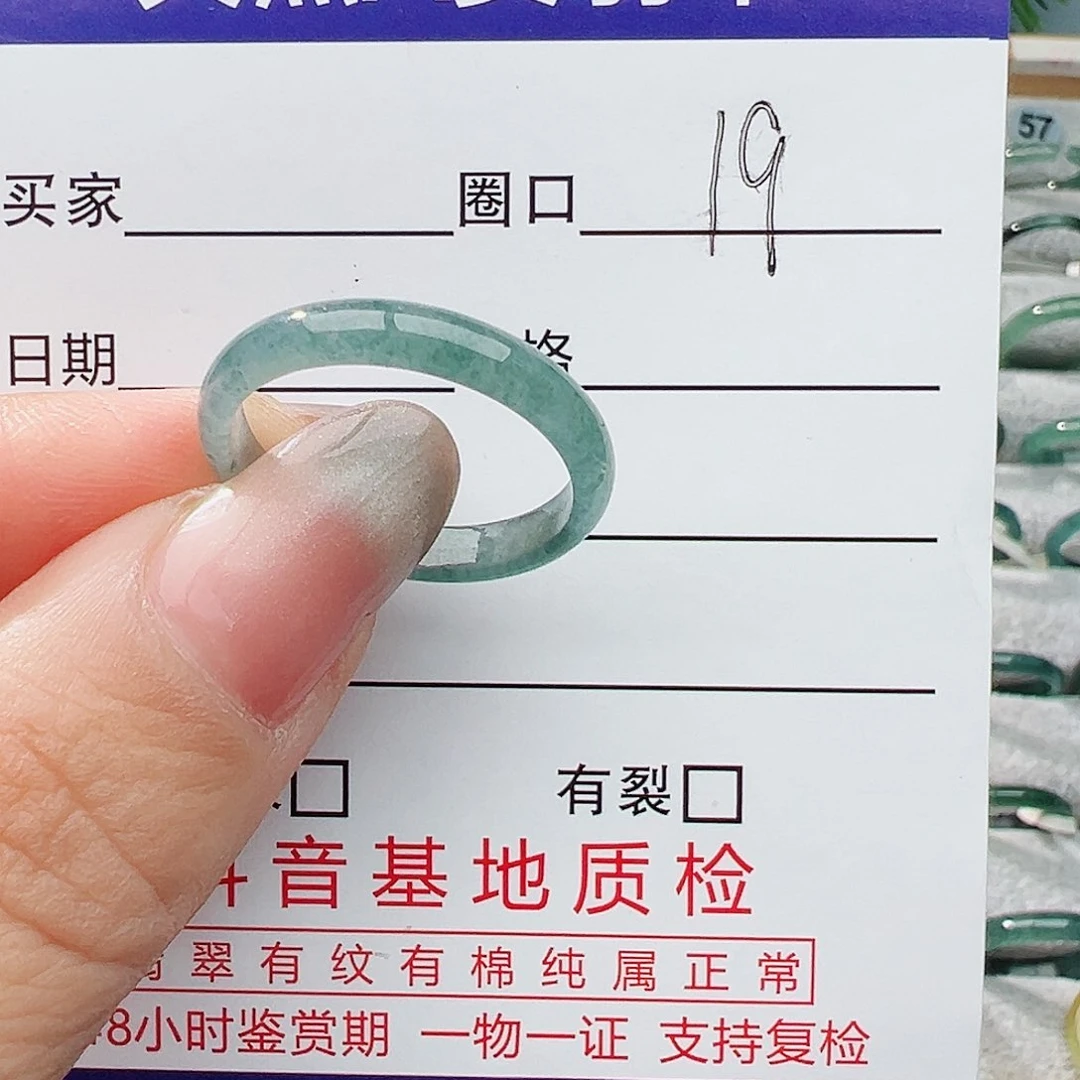 买家 圈口 19
57
日期 格
有裂
音基地质检
翠有纹有棉纯属正常
8小时鉴赏期 一物一证 支持复检